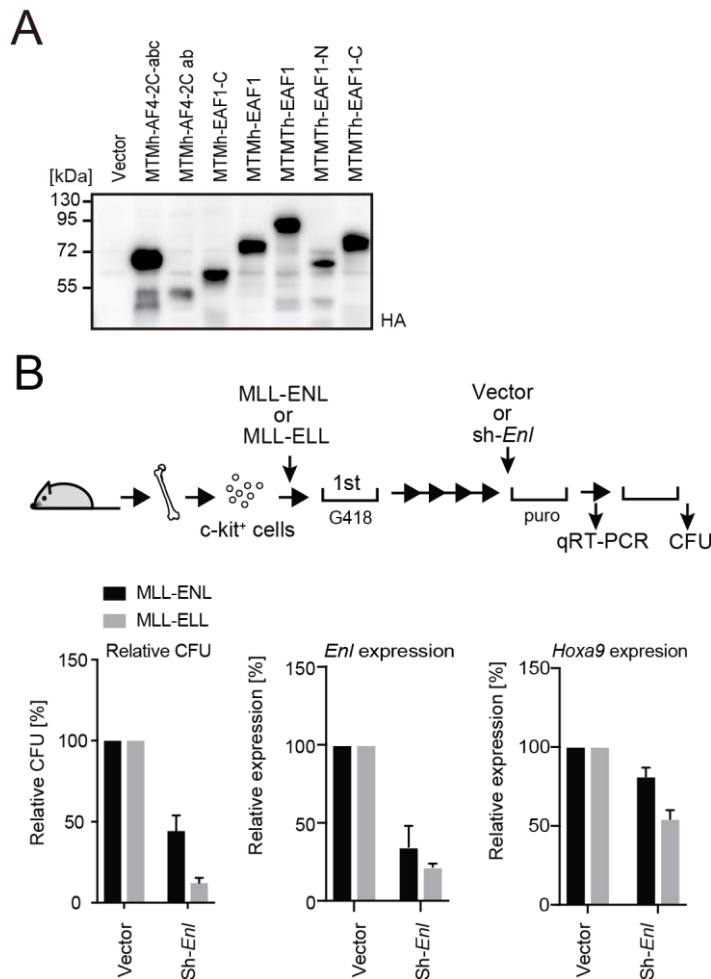 A
Vector
MTMh-AF4-2C-abc
MTMh-AF4-2C ab
MTMh-EAF1-C
MTMh-EAF1
MTMTh-EAF1
MTMTh-EAF1-N
MTMTh-EAF1-C
[kDa]
130
95
72
55
HA
B
MLL-ENL
or
MLL-ELL
Vector
or
sh-Enl
1st
c-kit⁺ cells
G418
puro
qRT-PCR
CFU
MLL-ENL
MLL-ELL
Relative CFU
Relative CFU [%]
150
100
50
0
Vector
Sh-Enl
Enl expression
Relative expression [%]
150
100
50
0
Vector
Sh-Enl
Hoxa9 expresion
Relative expression [%]
150
100
50
0
Vector
Sh-Enl